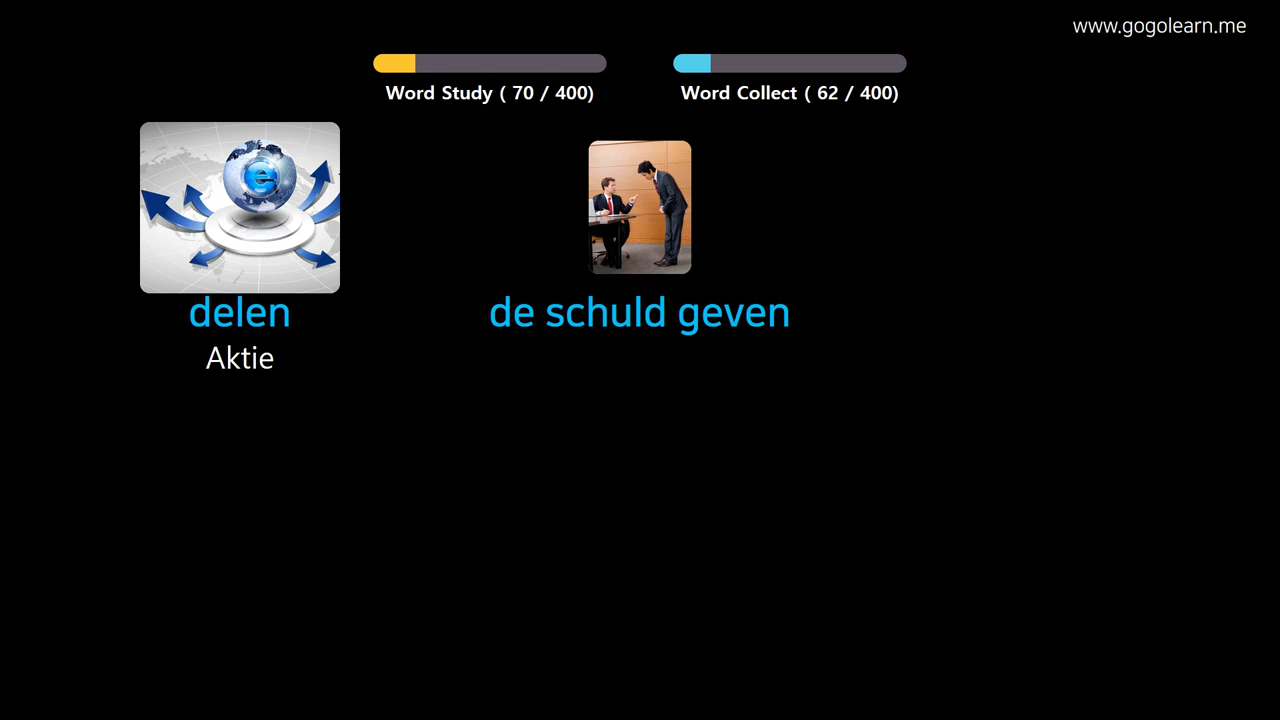 www.gogolearn.me
Word Study ( 70 / 400)
Word Collect ( 62 / 400)
e
delen
de schuld geven
Aktie